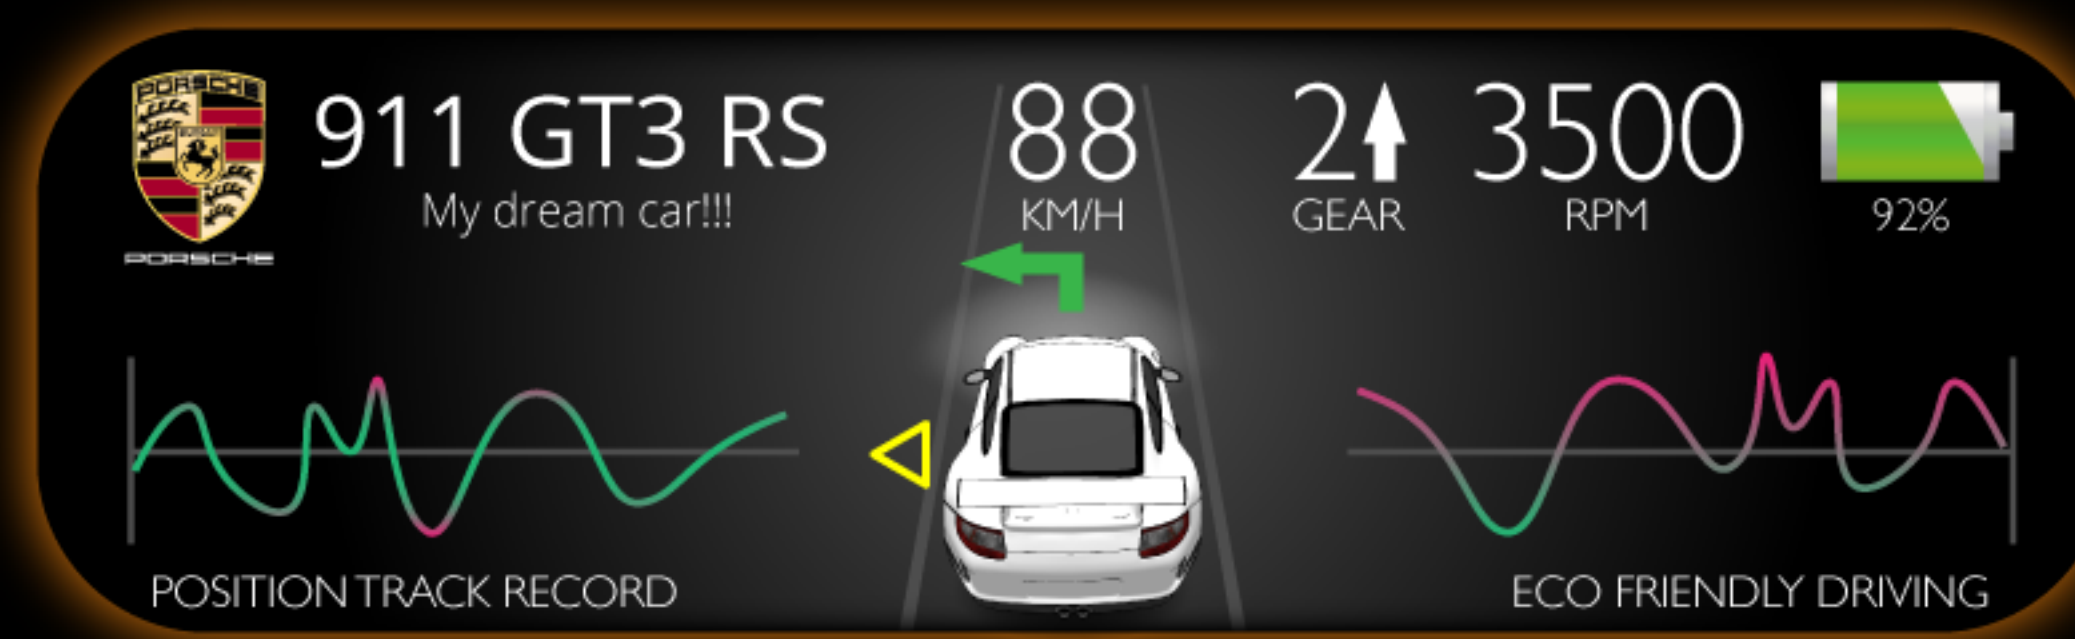 PORSCHE
PORSCHE
911 GT3 RS
My dream car!!!
88
KM/H
2
GEAR
3500
RPM
92%
POSITION TRACK RECORD
ECO FRIENDLY DRIVING